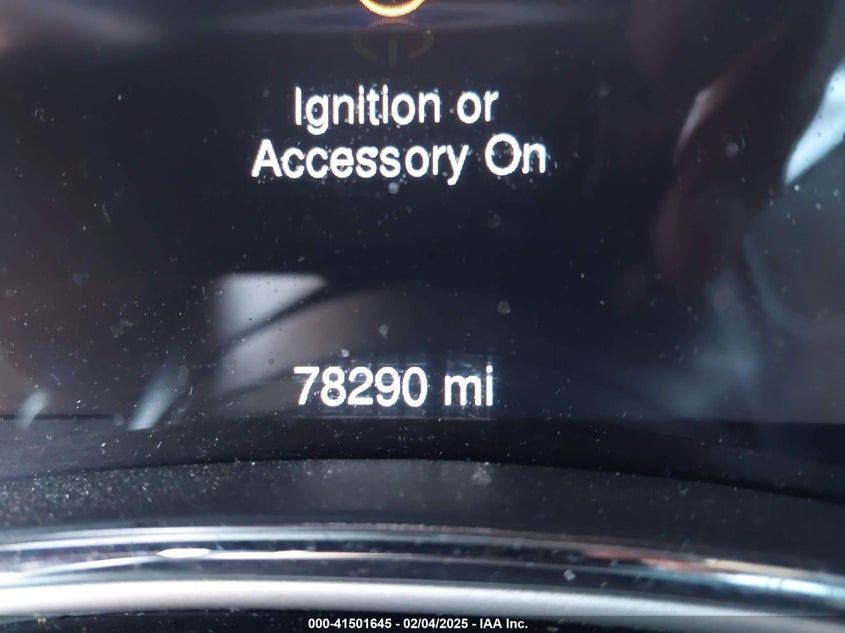 Ignition or
Accessory On
78290 mi
000-41501645 - 02/04/2025 - IAA Inc.